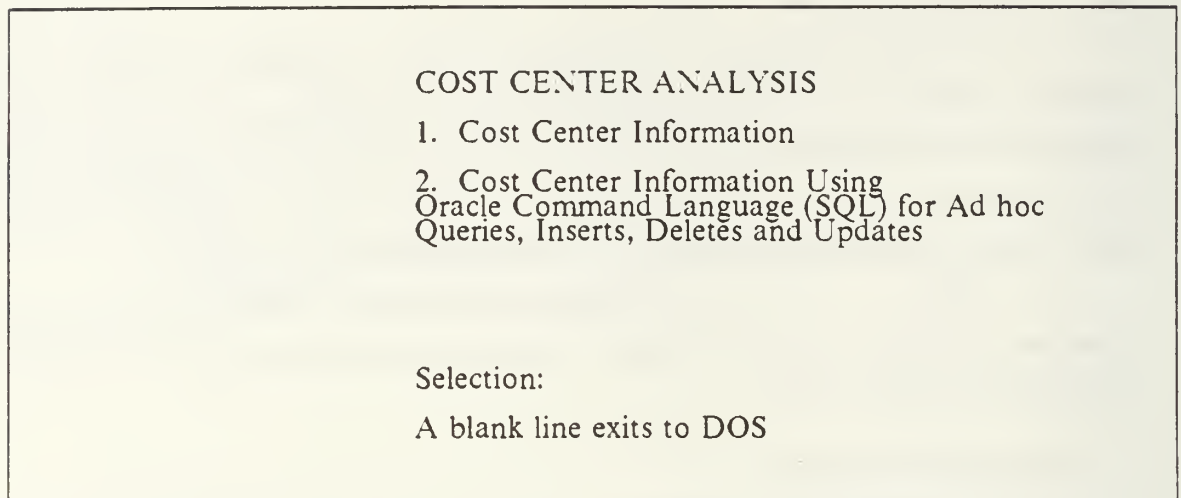 COST CENTER ANALYSIS
1. Cost Center Information
2. Cost Center Information Using
Oracle Command Language (SQL) for Ad hoc
Queries, Inserts, Deletes and Updates
Selection:
A blank line exits to DOS